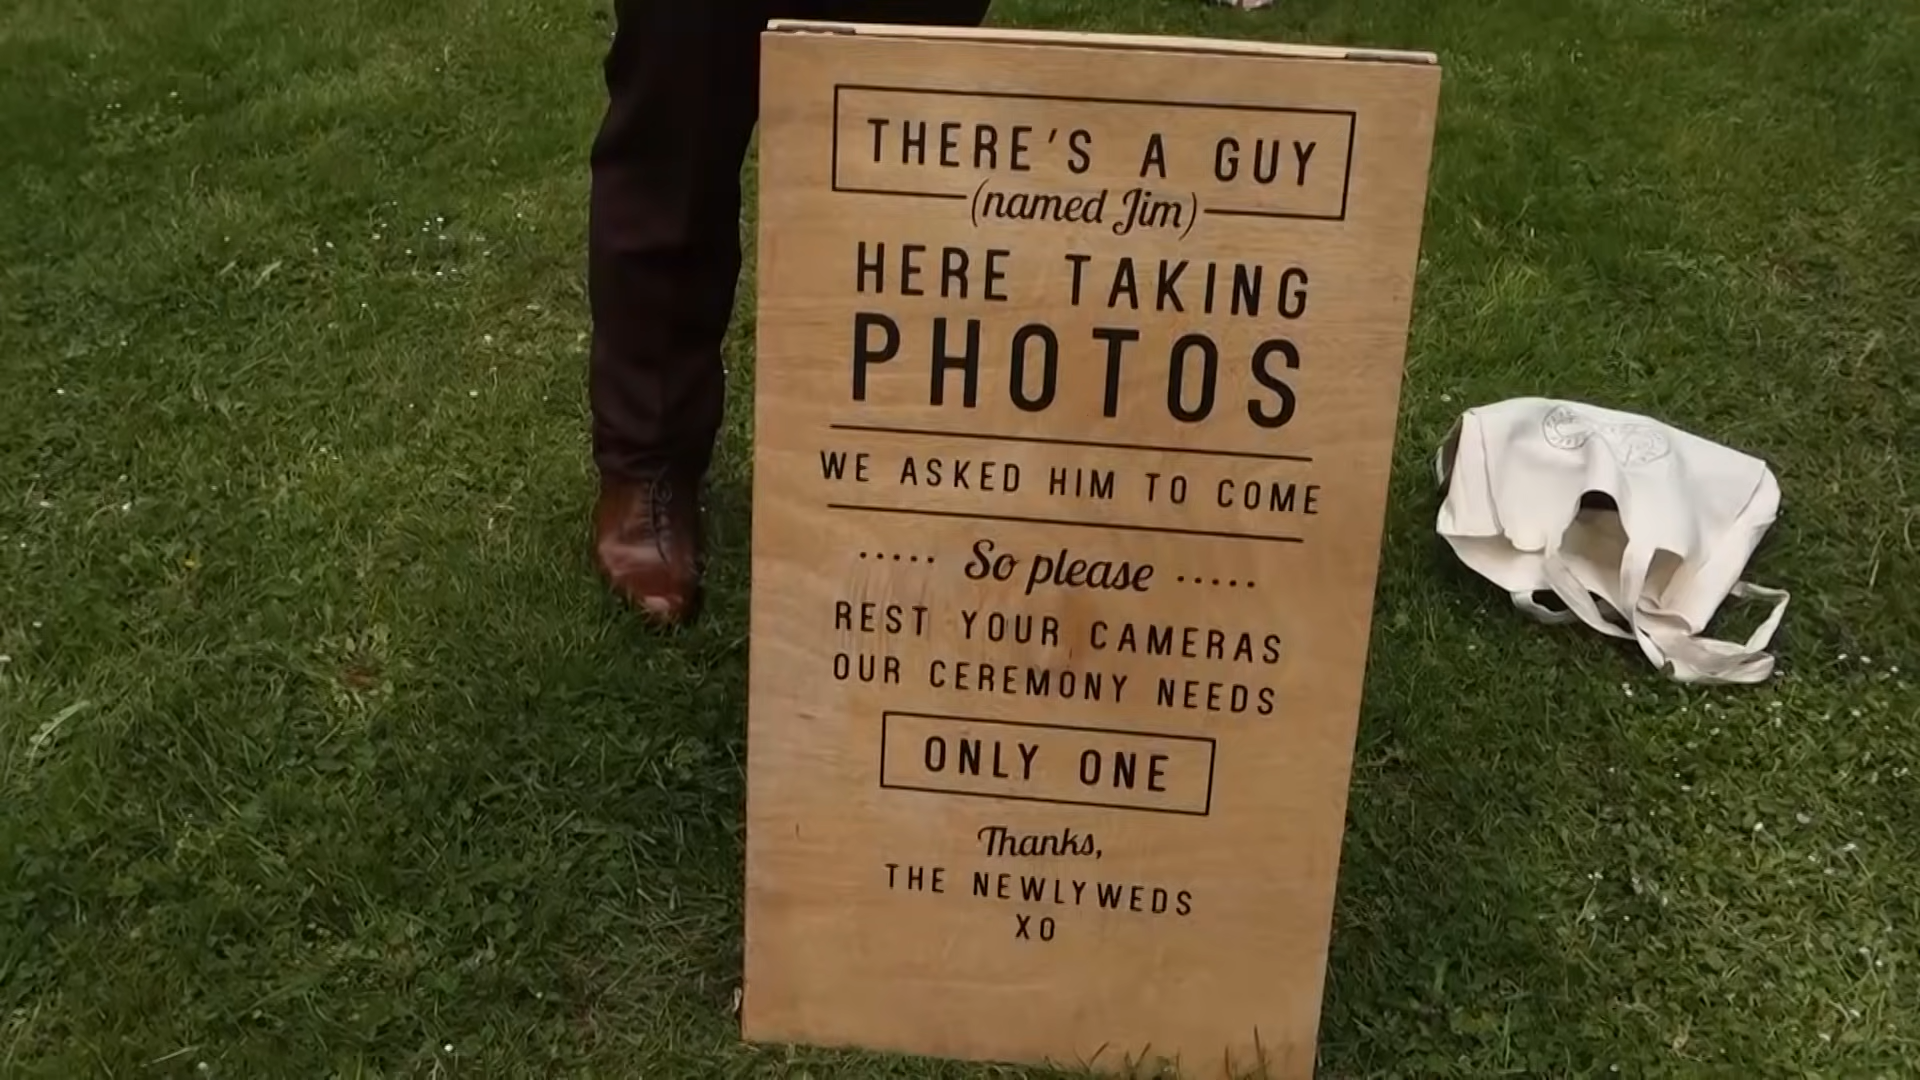 THERE'S A GUY
(named Jim)
HERE TAKING
PHOTOS
WE ASKED HIM TO COME
..... So please .....
REST YOUR CAMERAS
OUR CEREMONY NEEDS
ONLY ONE
Thanks,
THE NEWLYWEDS
XO